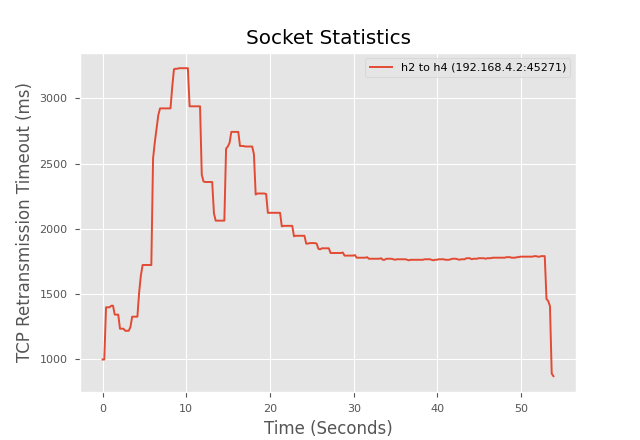 Socket Statistics
h2 to h4 (192.168.4.2:45271)
TCP Retransmission Timeout (ms)
3000
2500
2000
1500
1000
0 10 20 30 40 50
Time (Seconds)